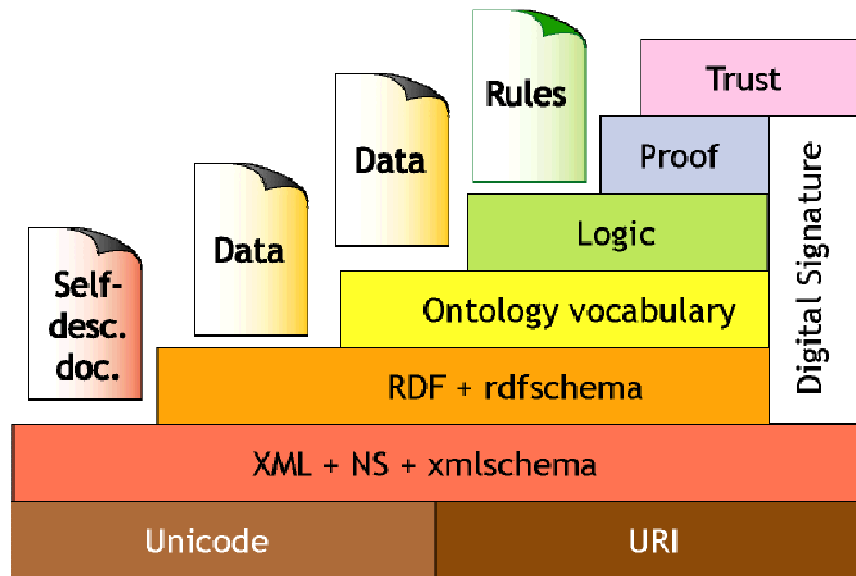 Rules
Trust
Data
Proof
Data
Logic
Self-
desc.
doc.
Ontology vocabulary
Digital Signature
RDF + rdfschema
XML + NS + xmlschema
Unicode
URI